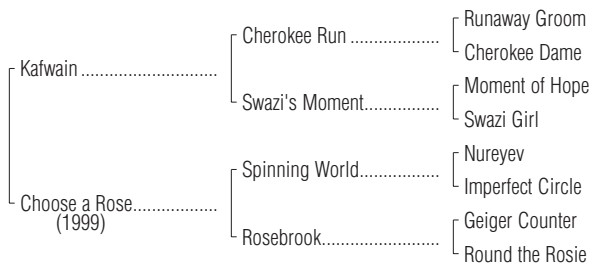 Runaway Groom
Cherokee Run ...................
Cherokee Dame
Kafwain .............................
Moment of Hope
Swazi's Moment................
Swazi Girl
Nureyev
Spinning World.................
Imperfect Circle
Choose a Rose..................
(1999)
Geiger Counter
Rosebrook.........................
Round the Rosie